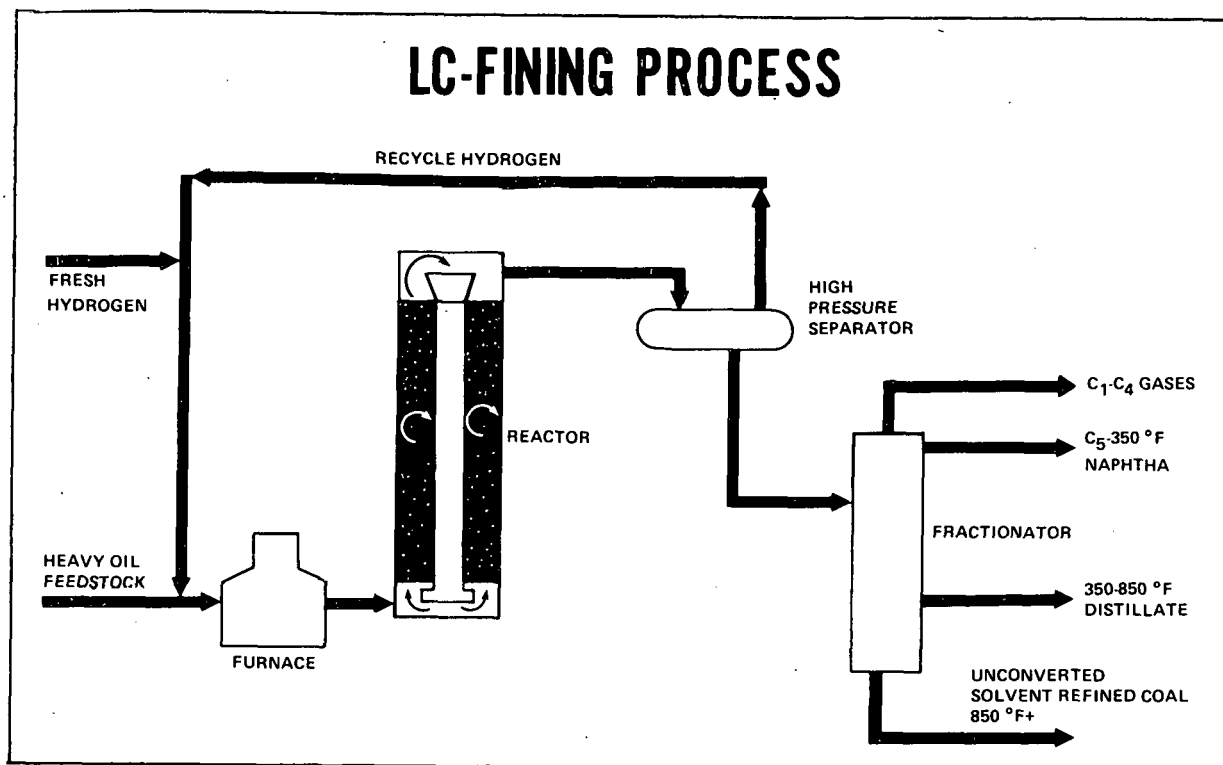 LC-FINING PROCESS
RECYCLE HYDROGEN
FRESH
HYDROGEN
HIGH
PRESSURE
SEPARATOR
C₁-C₄ GASES
C₅-350 °F
NAPHTHA
REACTOR
FRACTIONATOR
HEAVY OIL
FEEDSTOCK
350-850 °F
DISTILLATE
FURNACE
UNCONVERTED
SOLVENT REFINED COAL
850 °F+